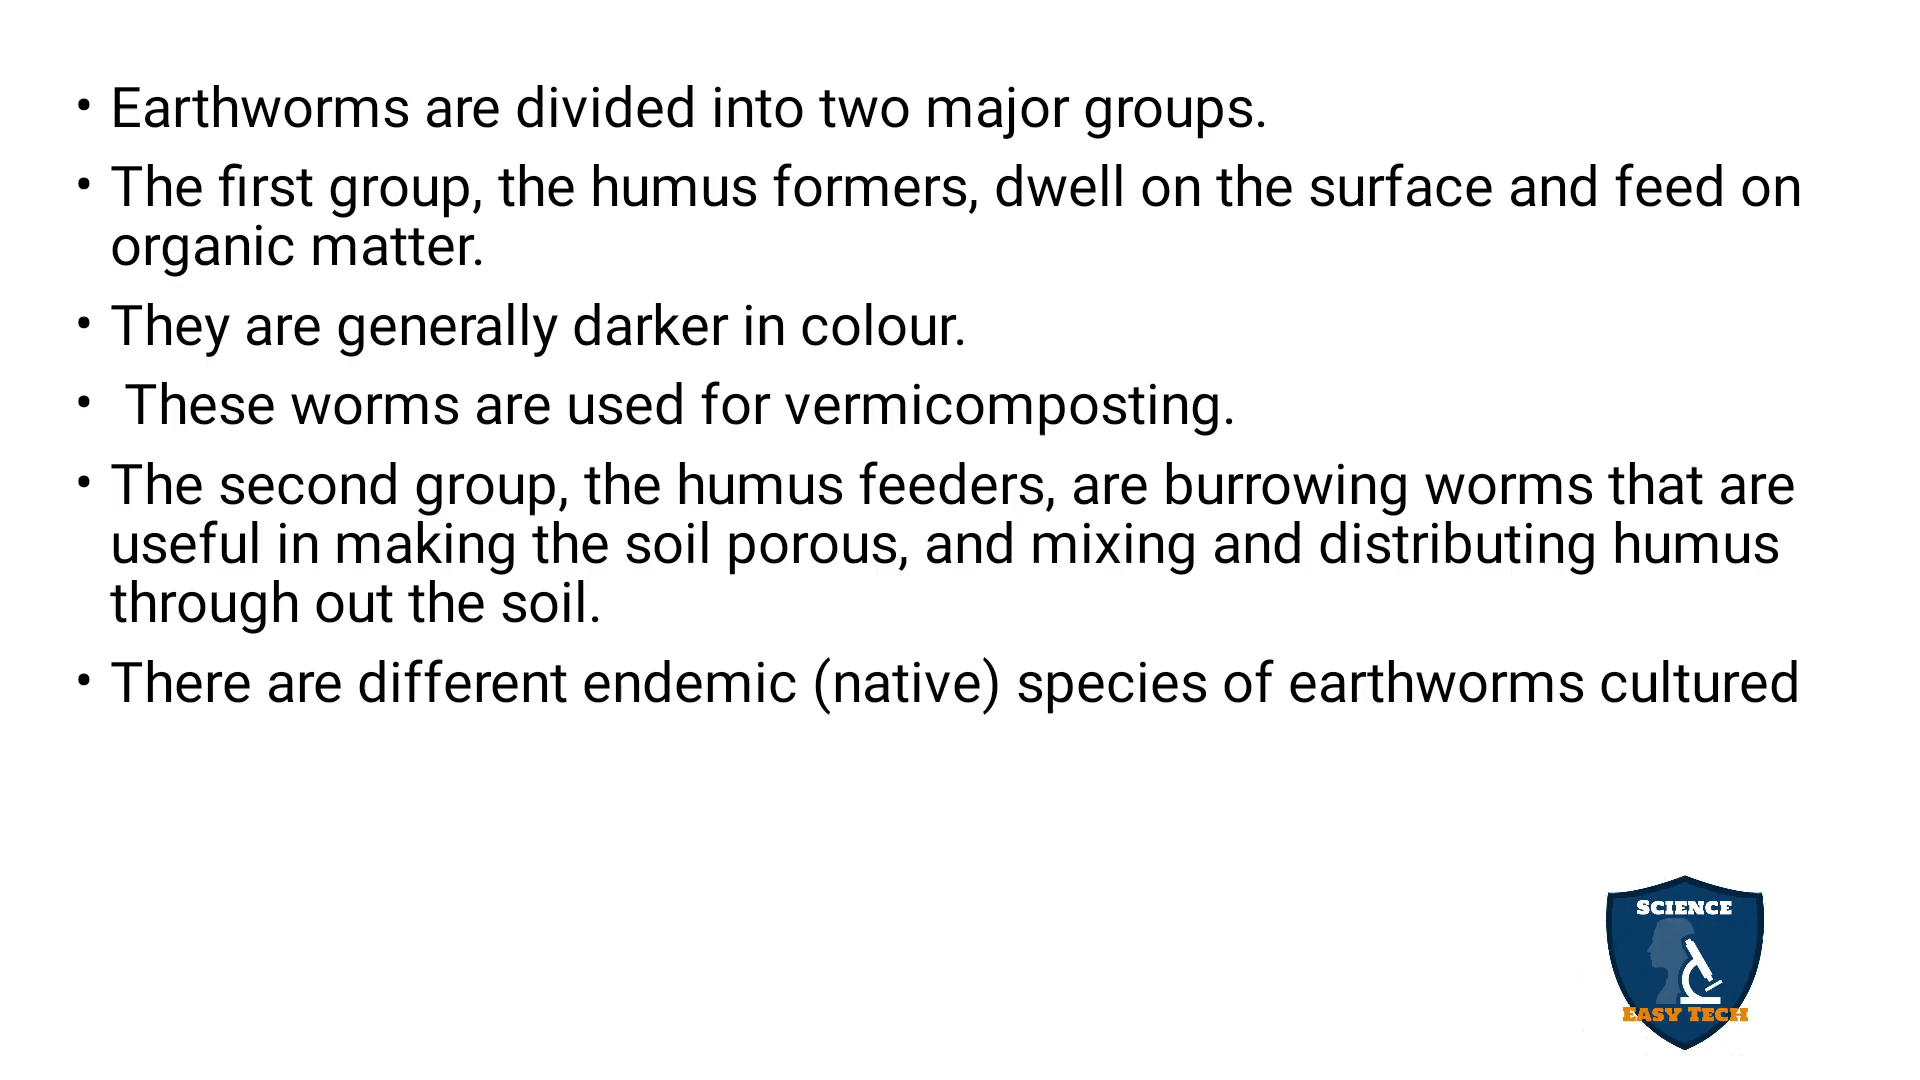 • Earthworms are divided into two major groups.
• The first group, the humus formers, dwell on the surface and feed on
organic matter.
• They are generally darker in colour.
• These worms are used for vermicomposting.
• The second group, the humus feeders, are burrowing worms that are
useful in making the soil porous, and mixing and distributing humus
through out the soil.
• There are different endemic (native) species of earthworms cultured
SCIENCE
EASY TECH